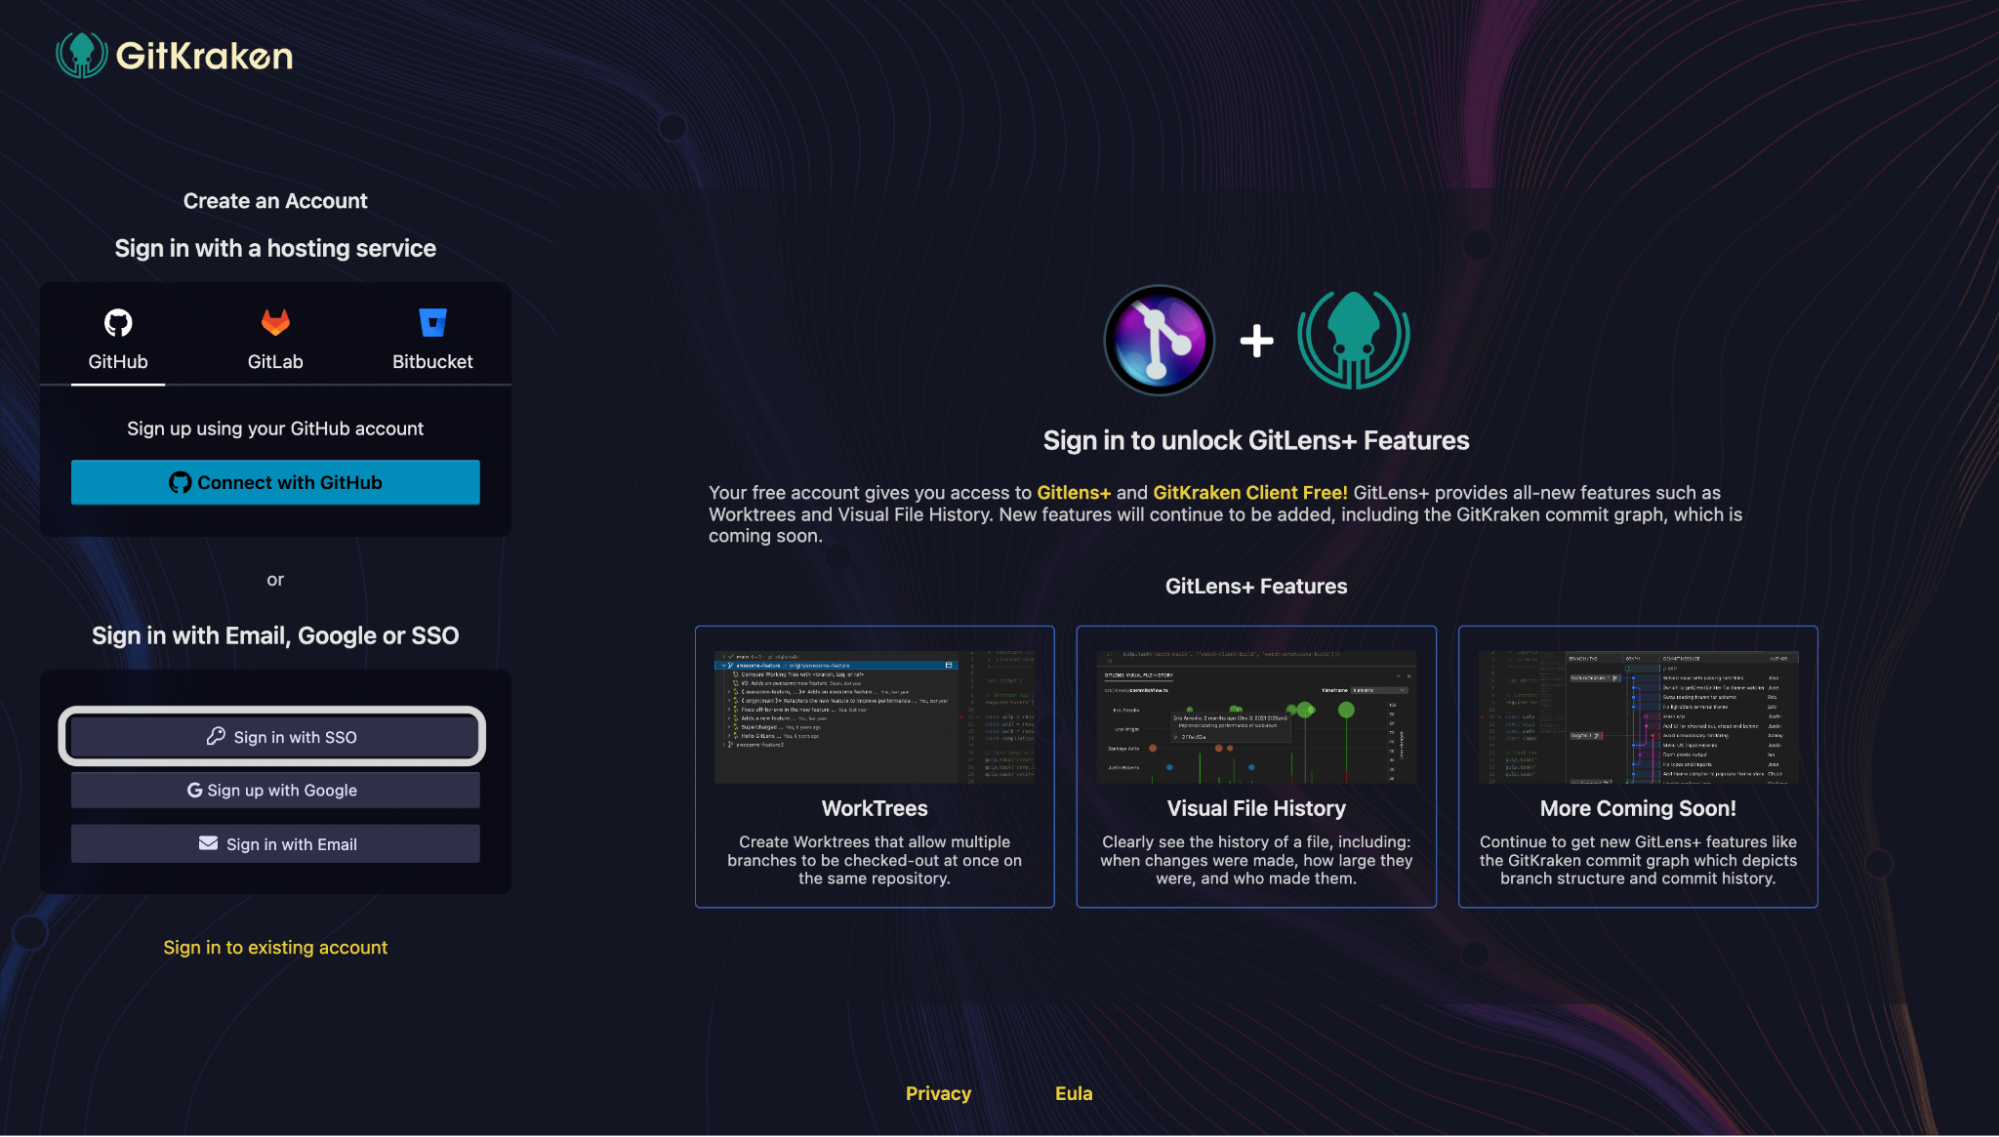 GitKraken
Create an Account
Sign in with a hosting service
GitHub
GitLab
Bitbucket
Sign up using your GitHub account
Connect with GitHub
or
Sign in with Email, Google or SSO
Sign in with SSO
Sign up with Google
Sign in with Email
Sign in to existing account
Sign in to unlock GitLens+ Features
Your free account gives you access to Gitlens+ and GitKraken Client Free! GitLens+ provides all-new features such as
Worktrees and Visual File History. New features will continue to be added, including the GitKraken commit graph, which is
coming soon.
GitLens+ Features
WorkTrees
Create Worktrees that allow multiple
branches to be checked-out at once on
the same repository.
Visual File History
Clearly see the history of a file, including:
when changes were made, how large they
were, and who made them.
More Coming Soon!
Continue to get new GitLens+ features like
the GitKraken commit graph which depicts
branch structure and commit history.
Privacy
Eula